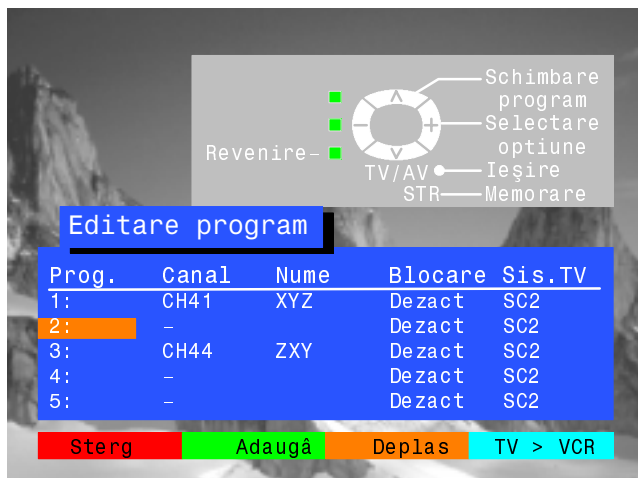 Schimbare
program
Selectare
optiune
Revenire–
TV/AV Ieşire
STR Memorare
Editare program
Prog. Canal Nume Blocare Sis.TV
1: CH41 XYZ Dezact SC2
2: – Dezact SC2
3: CH44 ZXY Dezact SC2
4: – Dezact SC2
5: – Dezact SC2
Sterg Adaugâ Deplas TV > VCR